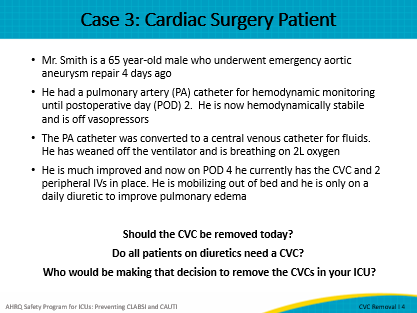 Case 3: Cardiac Surgery Patient
• Mr. Smith is a 65 year-old male who underwent emergency aortic
aneurysm repair 4 days ago
• He had a pulmonary artery (PA) catheter for hemodynamic monitoring
until postoperative day (POD) 2. He is now hemodynamically stable
and is off vasopressors
• The PA catheter was converted to a central venous catheter for fluids.
He has weaned off the ventilator and is breathing on 2L oxygen
• He is much improved and now on POD 4 he currently has the CVC and 2
peripheral IVs in place. He is mobilizing out of bed and he is only on a
daily diuretic to improve pulmonary edema
Should the CVC be removed today?
Do all patients on diuretics need a CVC?
Who would be making that decision to remove the CVCs in your ICU?
AHRQ Safety Program for ICUs: Preventing CLABSI and CAUTI
CVC Removal I 4